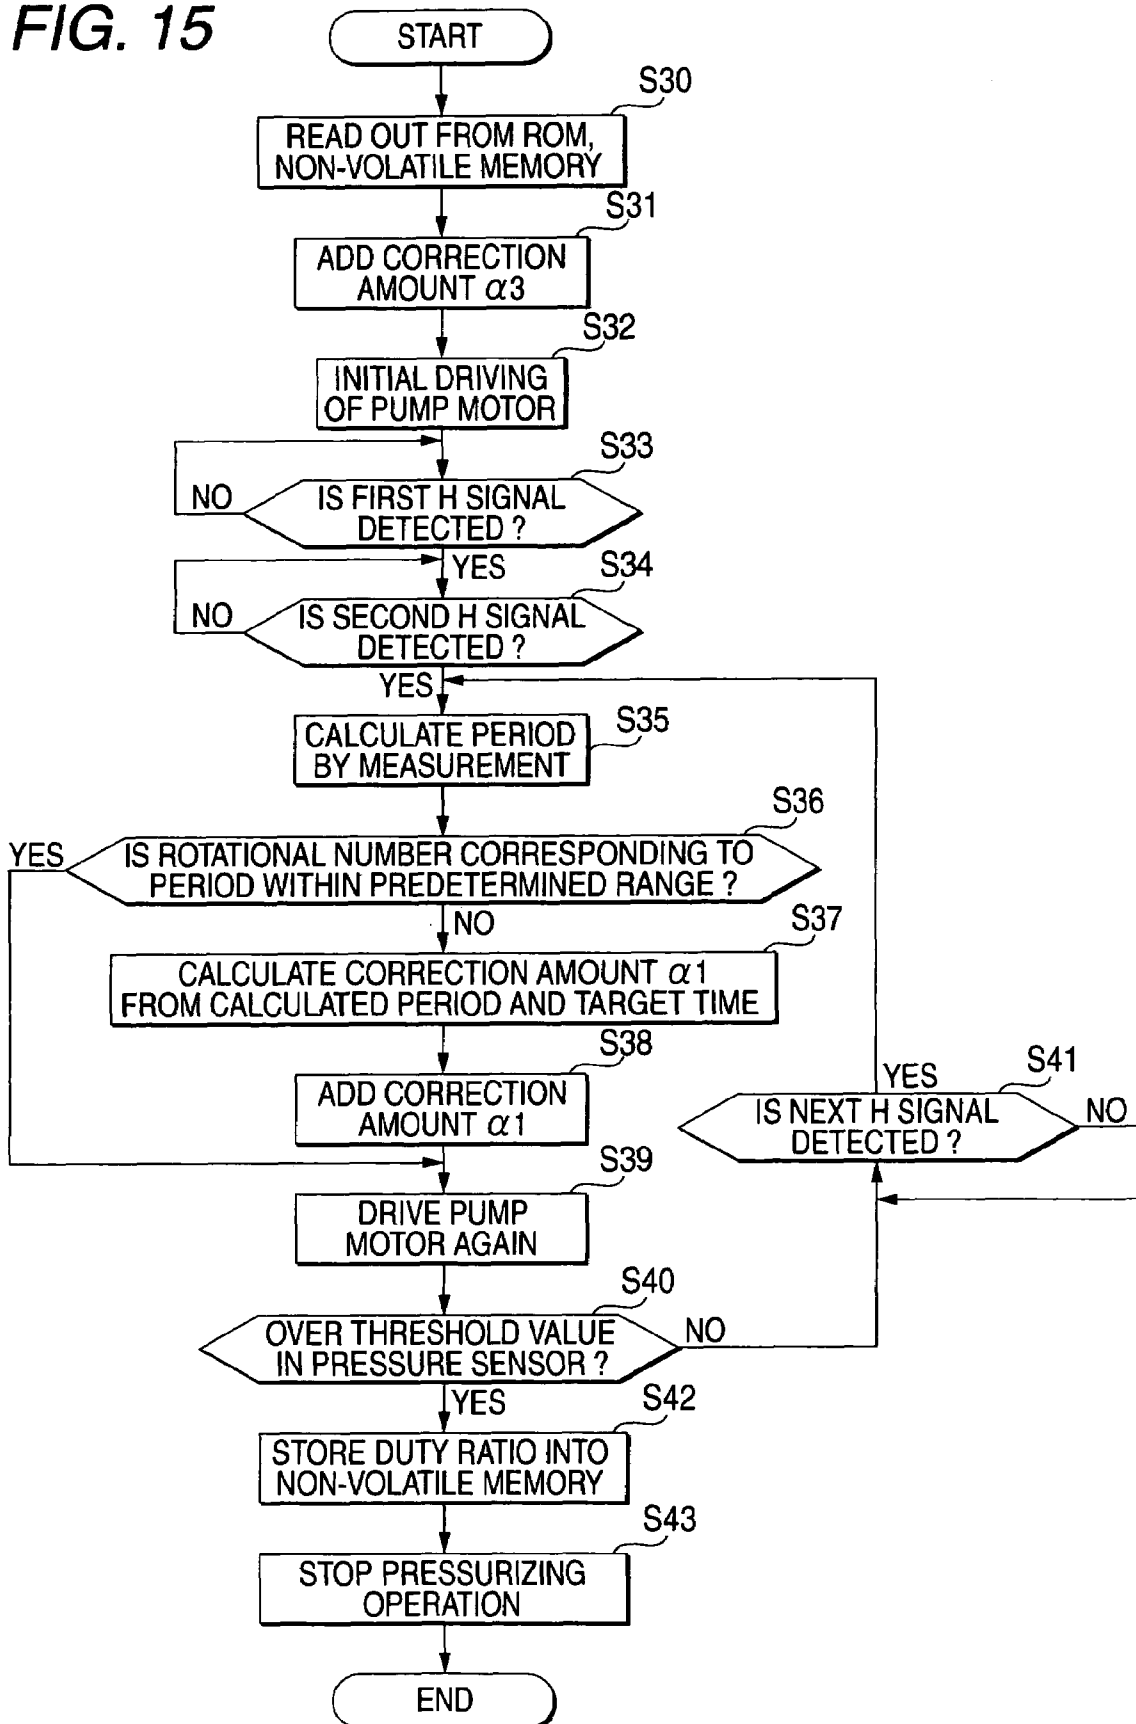 FIG. 15
START
S30
READ OUT FROM ROM,
NON-VOLATILE MEMORY
S31
ADD CORRECTION
AMOUNT α3
S32
INITIAL DRIVING
OF PUMP MOTOR
S33
NO
IS FIRST H SIGNAL
DETECTED ?
YES
S34
NO
IS SECOND H SIGNAL
DETECTED ?
YES
S35
CALCULATE PERIOD
BY MEASUREMENT
S36
YES
IS ROTATIONAL NUMBER CORRESPONDING TO
PERIOD WITHIN PREDETERMINED RANGE ?
NO
S37
CALCULATE CORRECTION AMOUNT α1
FROM CALCULATED PERIOD AND TARGET TIME
S38
ADD CORRECTION
AMOUNT α1
YES
S41
IS NEXT H SIGNAL
DETECTED ?
NO
S39
DRIVE PUMP
MOTOR AGAIN
S40
OVER THRESHOLD VALUE
IN PRESSURE SENSOR ?
NO
YES
S42
STORE DUTY RATIO INTO
NON-VOLATILE MEMORY
S43
STOP PRESSURIZING
OPERATION
END